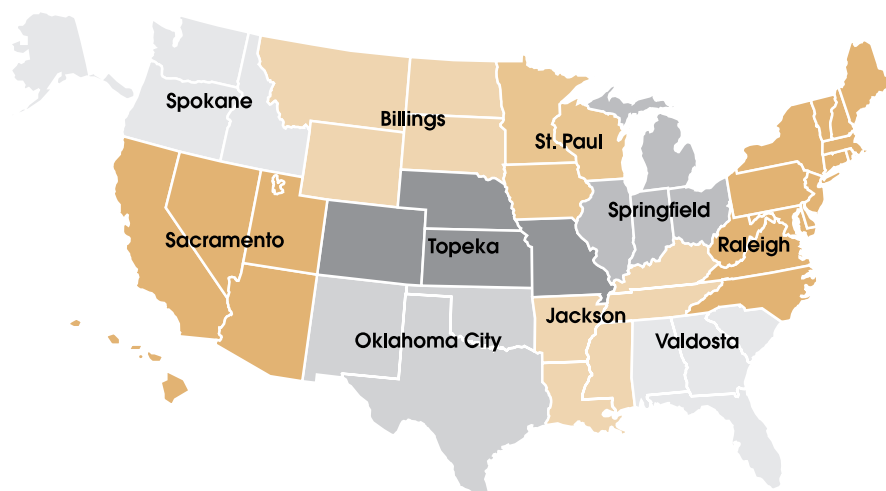 Spokane
Billings
St. Paul
Springfield
Sacramento
Topeka
Raleigh
Jackson
Oklahoma City
Valdosta